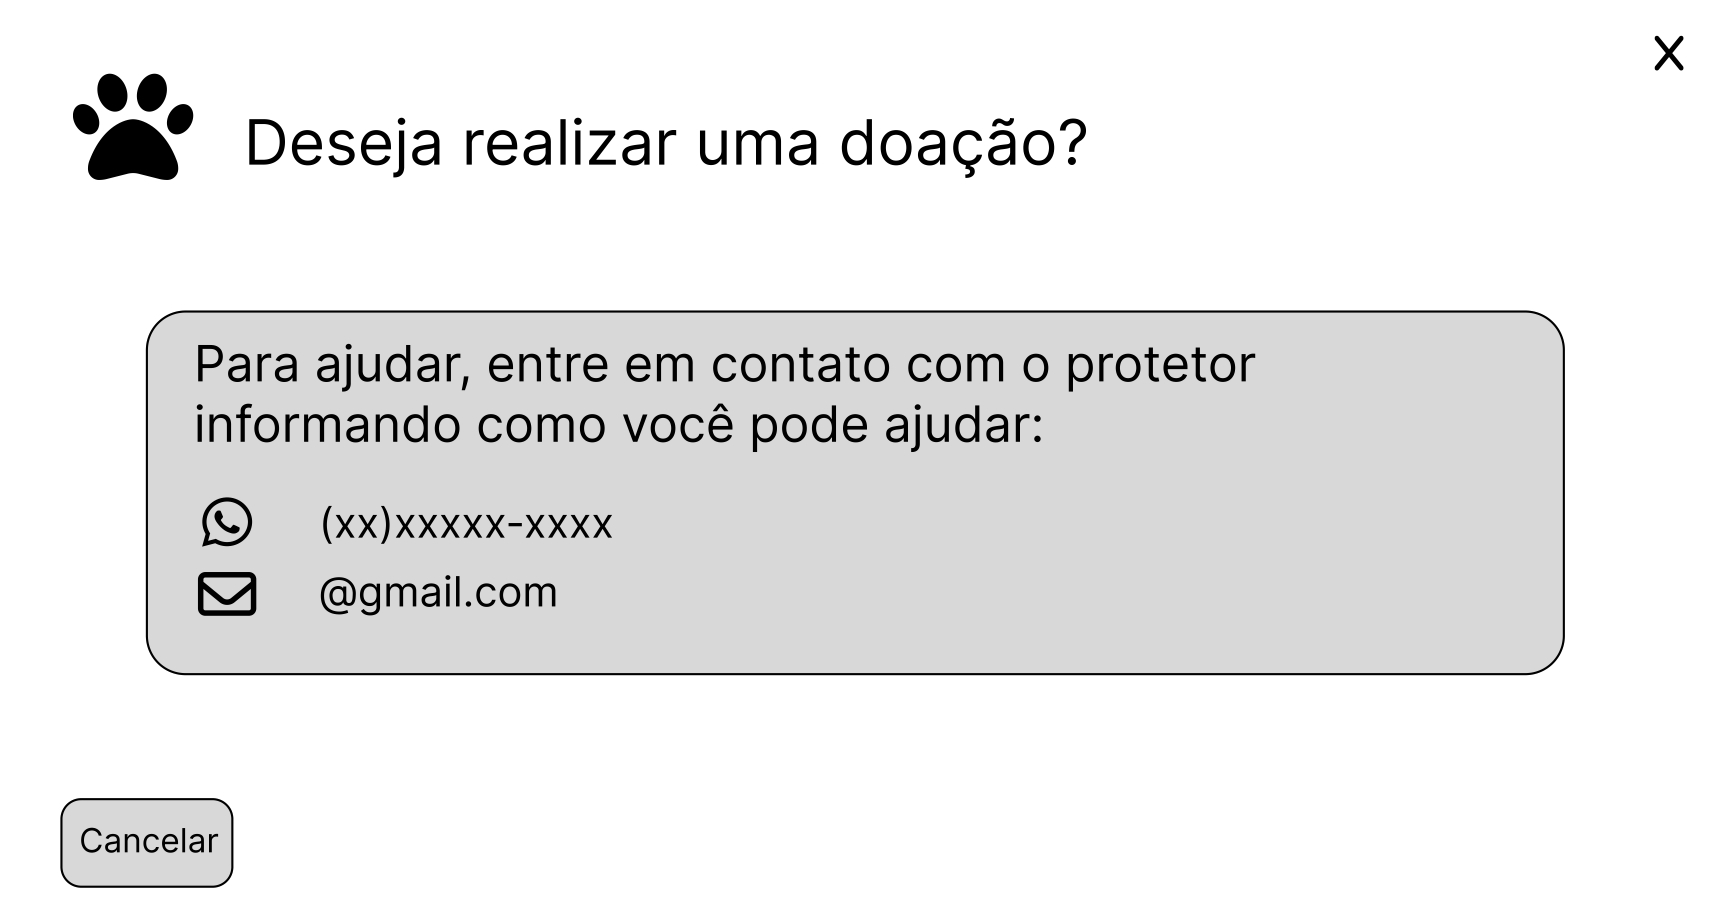 X
Deseja realizar uma doação?
Para ajudar, entre em contato com o protetor
informando como você pode ajudar:
(xx)xxxxx-xxxx
@gmail.com
Cancelar